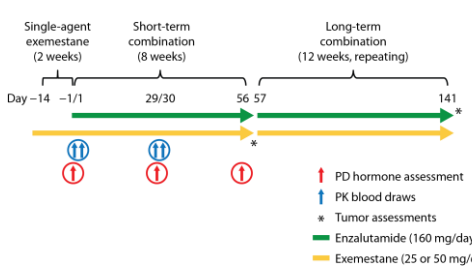 Single-agent
exemestane
(2 weeks)
Short-term
combination
(8 weeks)
Long-term
combination
(12 weeks, repeating)
Day −14 −1/1 29/30 56 57 141
*
*
PD hormone assessment
PK blood draws
* Tumor assessments
Enzalutamide (160 mg/day
Exemestane (25 or 50 mg/